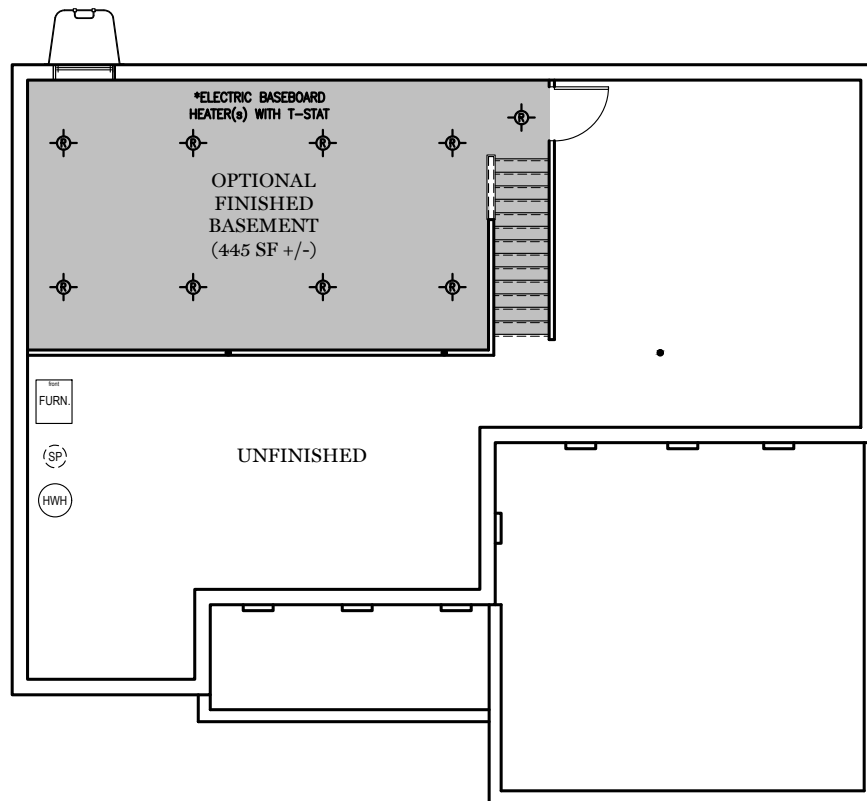 *ELECTRIC BASEBOARD
HEATER(s) WITH T-STAT
R
R
R
R
R
OPTIONAL
FINISHED
BASEMENT
(445 SF +/-)
R
R
R
R
front
FURN.
SP
UNFINISHED
HWH